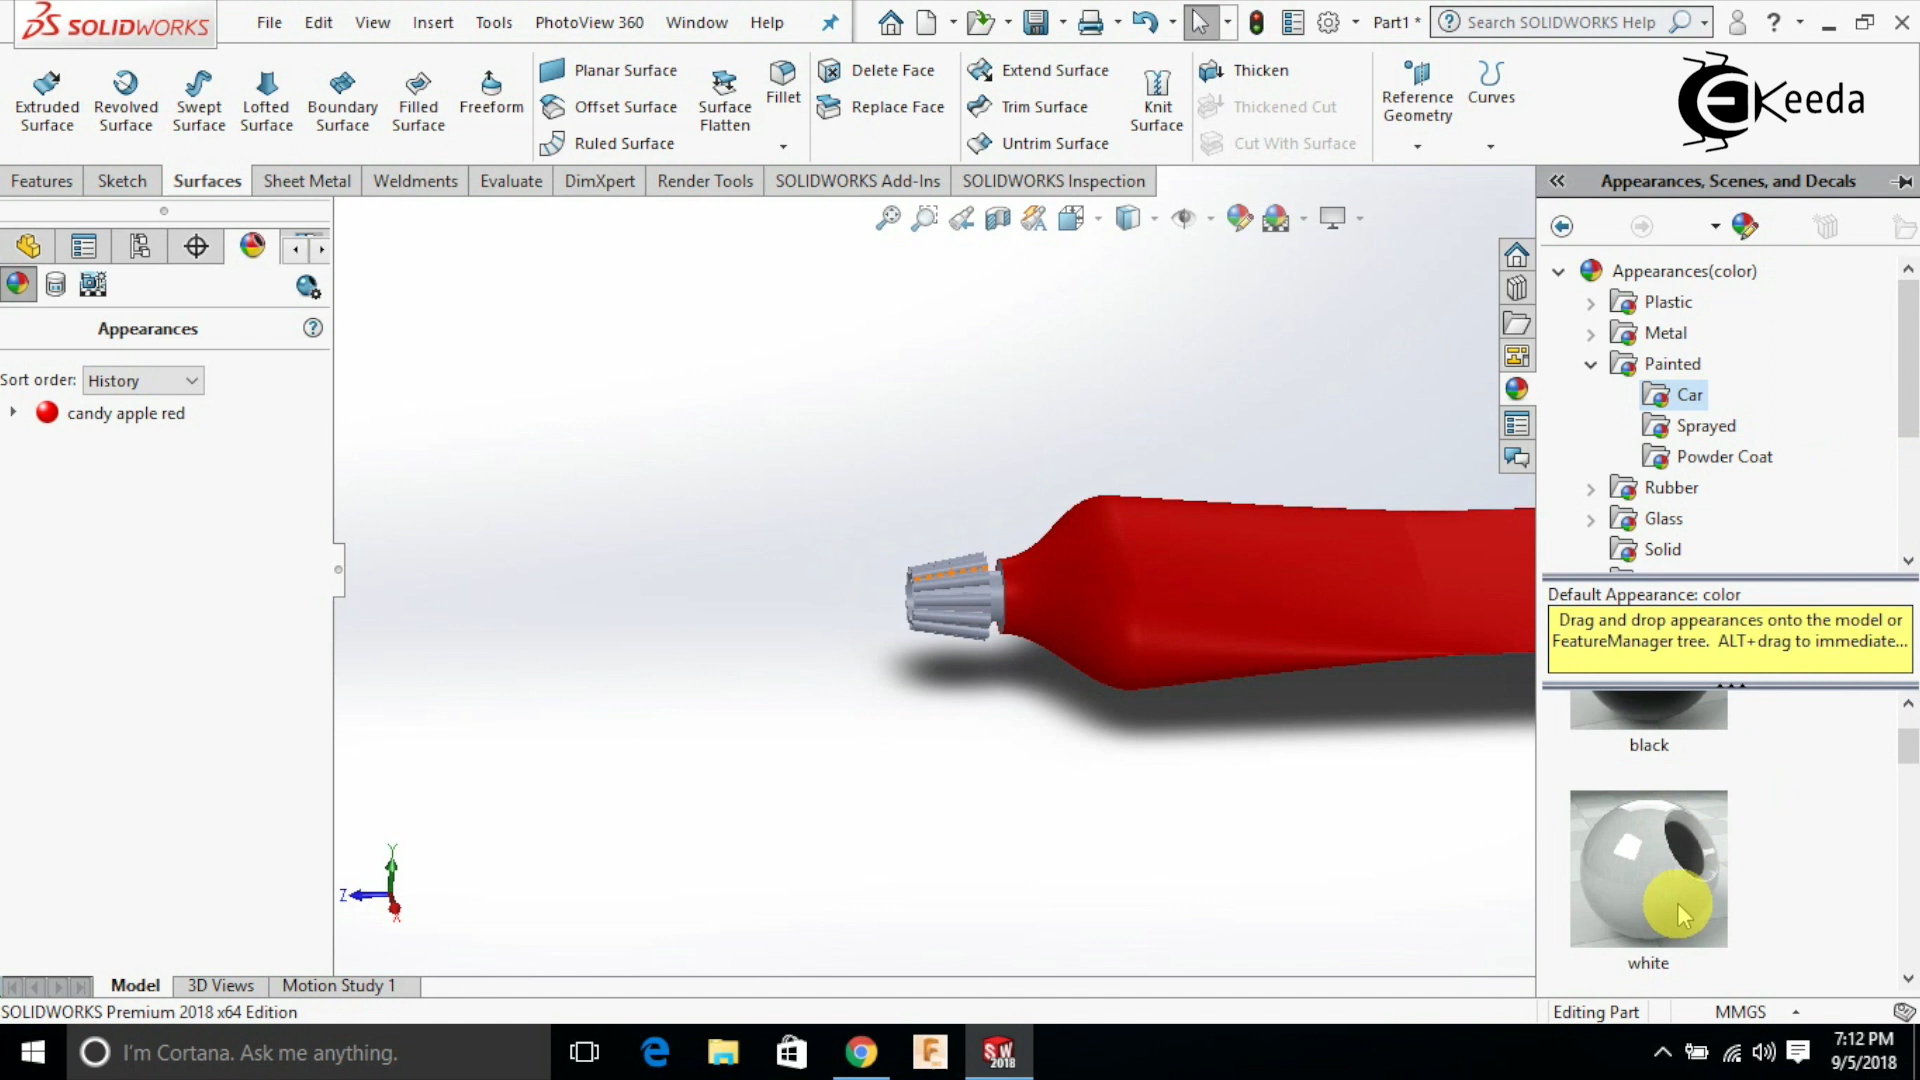 SOLIDWORKS
File
Edit
View
Insert
Tools
PhotoView 360
Window
Help
Part1 *
Search SOLIDWORKS Help
?
Extruded
Surface
Revolved
Surface
Swept
Surface
Lofted
Surface
Boundary
Surface
Filled
Surface
Freeform
Planar Surface
Offset Surface
Ruled Surface
Surface
Flatten
Fillet
Delete Face
Replace Face
Extend Surface
Trim Surface
Untrim Surface
Knit
Surface
Thicken
Thickened Cut
Cut With Surface
Reference
Geometry
Curves
EKeeda
Features
Sketch
Surfaces
Sheet Metal
Weldments
Evaluate
DimXpert
Render Tools
SOLIDWORKS Add-Ins
SOLIDWORKS Inspection
Appearances, Scenes, and Decals
Appearances
Sort order:
History
candy apple red
Appearances(color)
Plastic
Metal
Painted
Car
Sprayed
Powder Coat
Rubber
Glass
Solid
Default Appearance: color
Drag and drop appearances onto the model or
FeatureManager tree. ALT+drag to immediate...
black
white
Y
Z
X
Model
3D Views
Motion Study 1
SOLIDWORKS Premium 2018 x64 Edition
Editing Part
MMGS
I'm Cortana. Ask me anything.
SW
2018
7:12 PM
9/5/2018